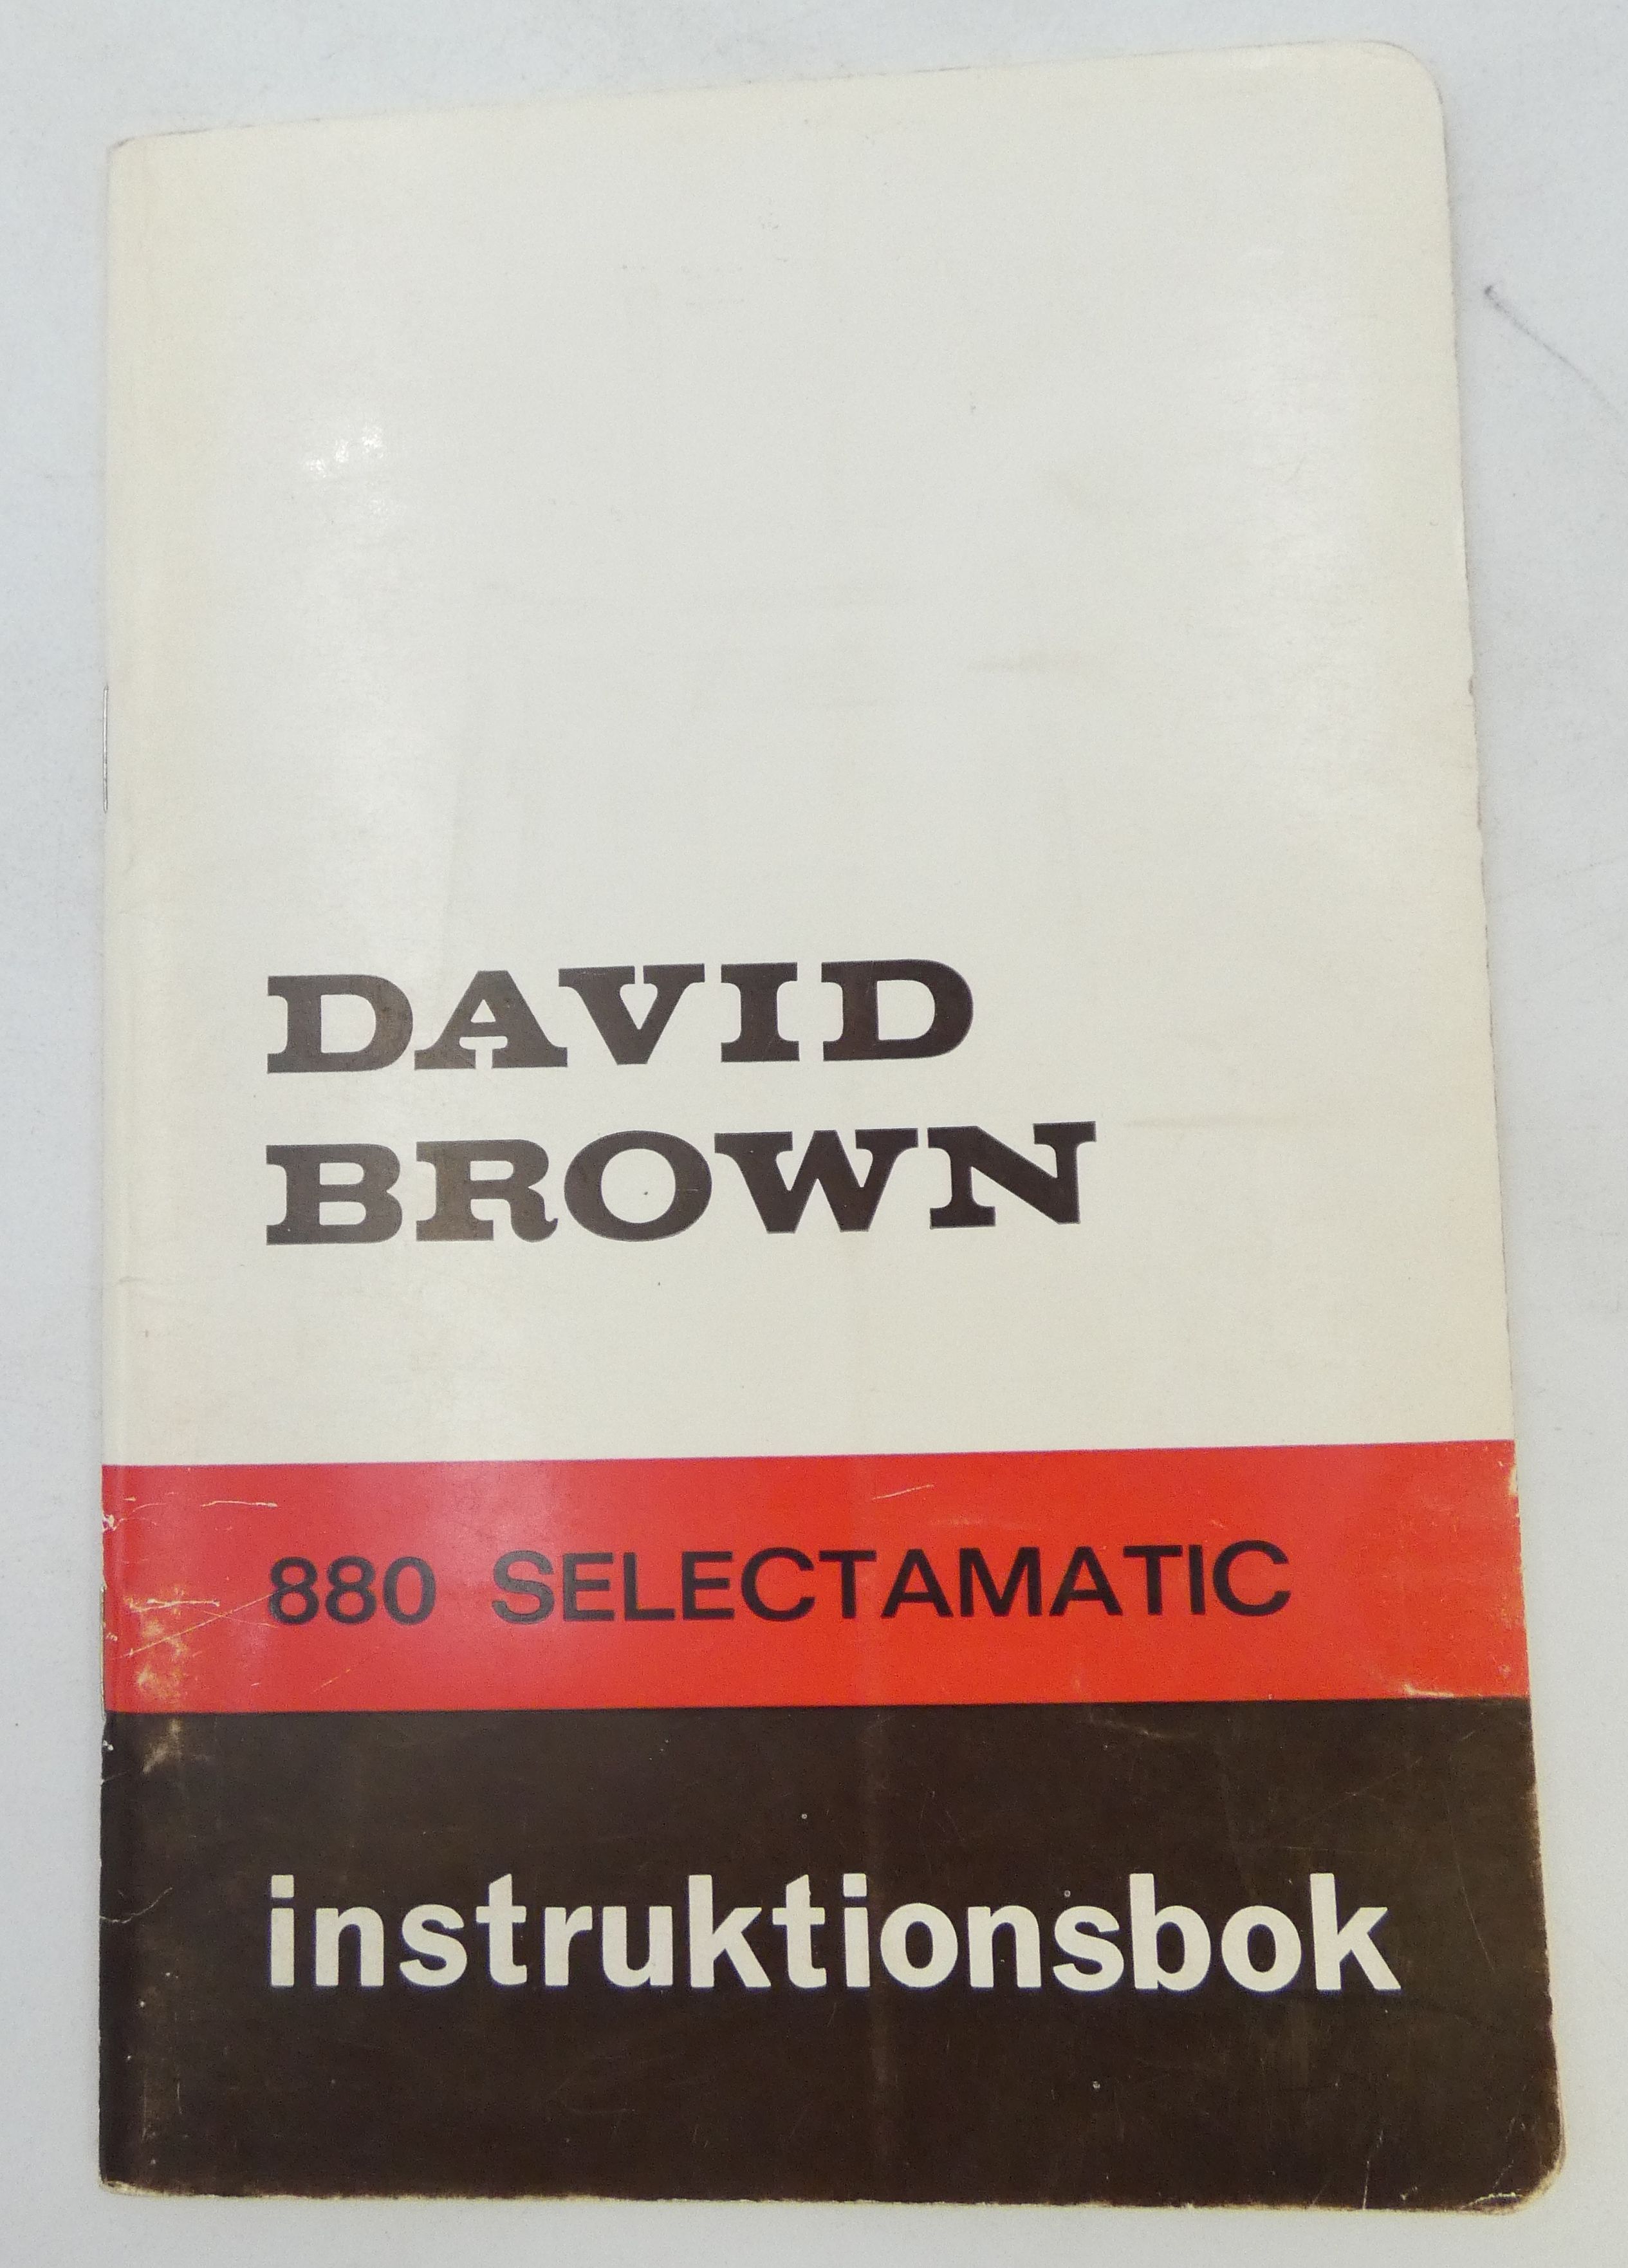 DAVID
BROWN
880 SELECTAMATIC
instruktionsbok